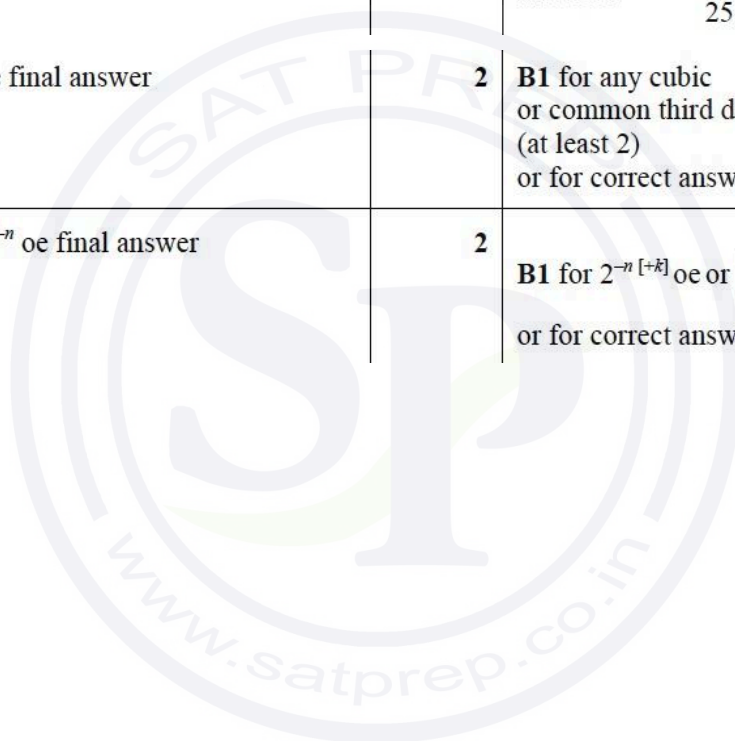 25
final answer 2 B1 for any cubic
or common third d
(at least 2)
or for correct answ
-n oe final answer 2
B1 for 2^{-n [+k]} oe or
or for correct answ
SAT PREP
SP
www.satprep.co.in